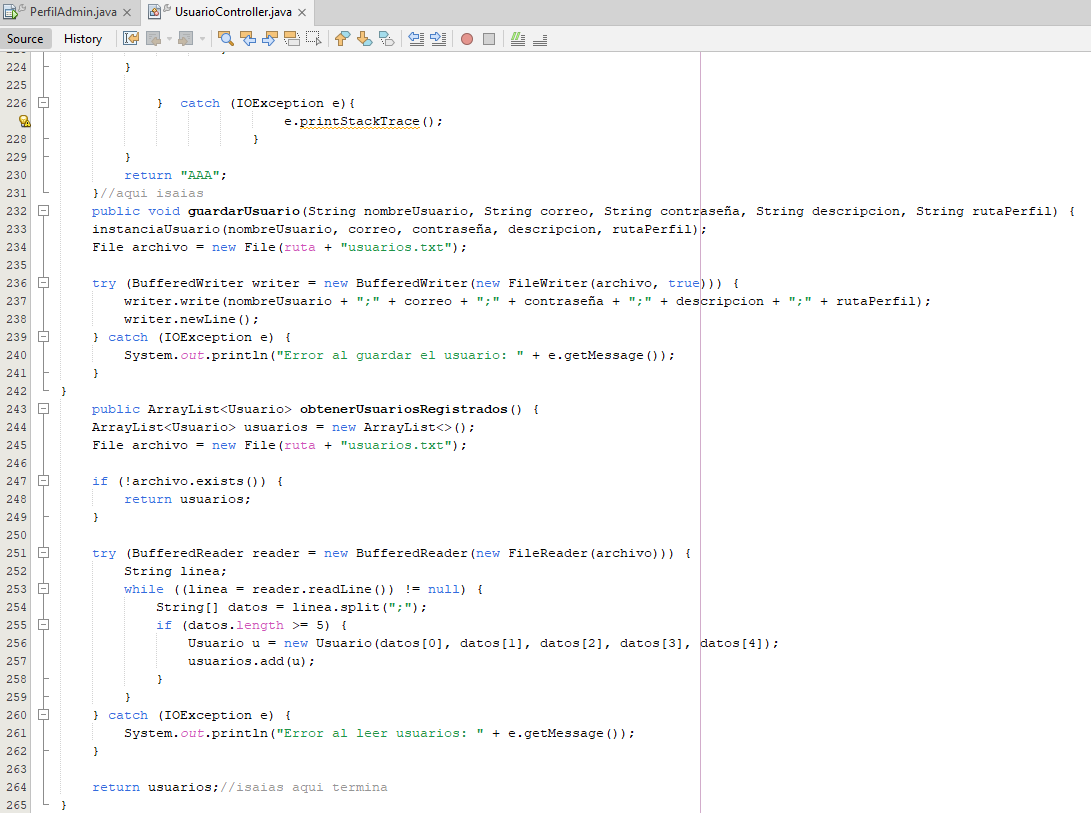 PerfilAdmin.java × UsuarioController.java ×
Source History
224 }
225
226 } catch (IOException e){
e.printStackTrace();
228 }
229 }
230 return "AAA";
231 }//aqui isaias
232 public void guardarUsuario(String nombreUsuario, String correo, String contraseña, String descripcion, String rutaPerfil) {
233 instanciaUsuario(nombreUsuario, correo, contraseña, descripcion, rutaPerfil);
234 File archivo = new File(ruta + "usuarios.txt");
235
236 try (BufferedWriter writer = new BufferedWriter(new FileWriter(archivo, true))) {
237 writer.write(nombreUsuario + ";" + correo + ";" + contraseña + ";" + descripcion + ";" + rutaPerfil);
238 writer.newLine();
239 } catch (IOException e) {
240 System.out.println("Error al guardar el usuario: " + e.getMessage());
241 }
242 }
243 public ArrayList<Usuario> obtenerUsuariosRegistrados() {
244 ArrayList<Usuario> usuarios = new ArrayList<>();
245 File archivo = new File(ruta + "usuarios.txt");
246
247 if (!archivo.exists()) {
248 return usuarios;
249 }
250
251 try (BufferedReader reader = new BufferedReader(new FileReader(archivo))) {
252 String linea;
253 while ((linea = reader.readLine()) != null) {
254 String[] datos = linea.split(";");
255 if (datos.length >= 5) {
256 Usuario u = new Usuario(datos[0], datos[1], datos[2], datos[3], datos[4]);
257 usuarios.add(u);
258 }
259 }
260 } catch (IOException e) {
261 System.out.println("Error al leer usuarios: " + e.getMessage());
262 }
263
264 return usuarios;//isaias aqui termina
265 }